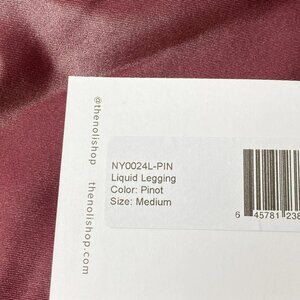 @thenolishop
thenolishop.com
NY0024L-PIN
Liquid Legging
Color: Pinot
Size: Medium
6 45781 238